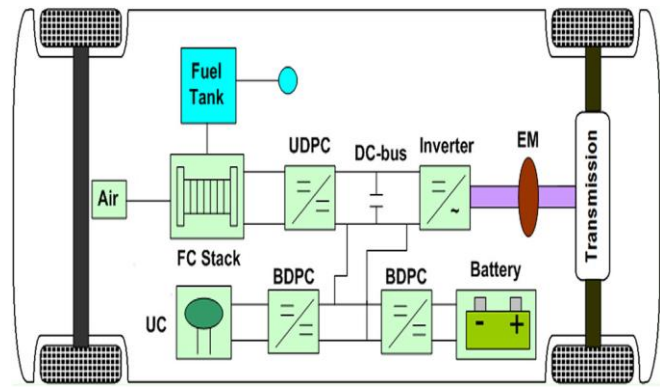 Fuel
Tank
UDPC
DC-bus
Inverter
EM
Transmission
Air
~
FC Stack
BDPC
BDPC
Battery
UC
- +